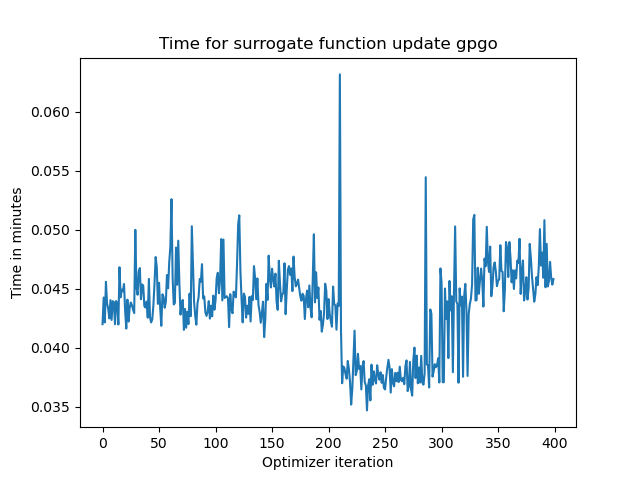 Time for surrogate function update gpgo
Time in minutes
0.060
0.055
0.050
0.045
0.040
0.035
0 50 100 150 200 250 300 350 400
Optimizer iteration